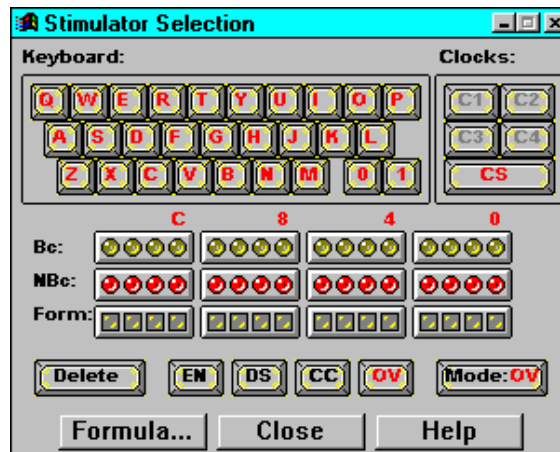 Stimulator Selection
Keyboard: Clocks:
Q W E R T Y U I O P C1 C2
A S D F G H J K L C3 C4
Z X C V B N M 0 1 CS
C 8 4 0
Bc:
NBc:
Form:
Delete EN DS CC OV Mode:OV
Formula... Close Help